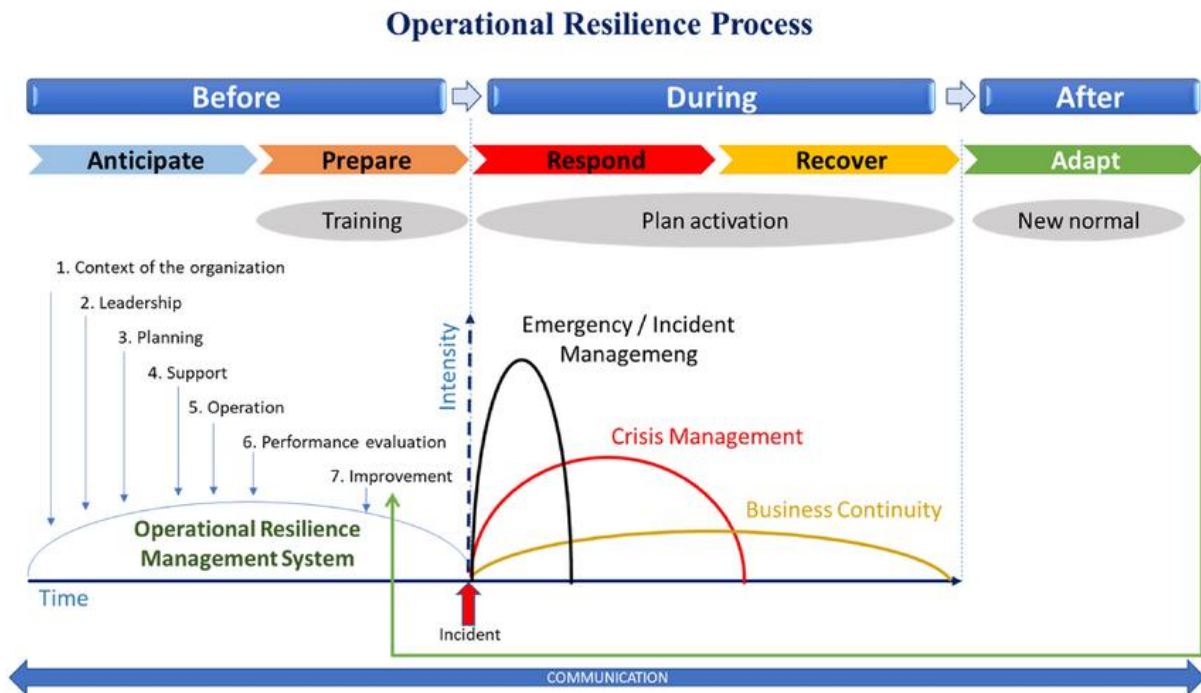 Operational Resilience Process
Before
During
After
Anticipate
Prepare
Respond
Recover
Adapt
Training
Plan activation
New normal
1. Context of the organization
2. Leadership
3. Planning
4. Support
5. Operation
6. Performance evaluation
7. Improvement
Operational Resilience
Management System
Intensity
Emergency / Incident
Managemeng
Crisis Management
Business Continuity
Time
Incident
COMMUNICATION